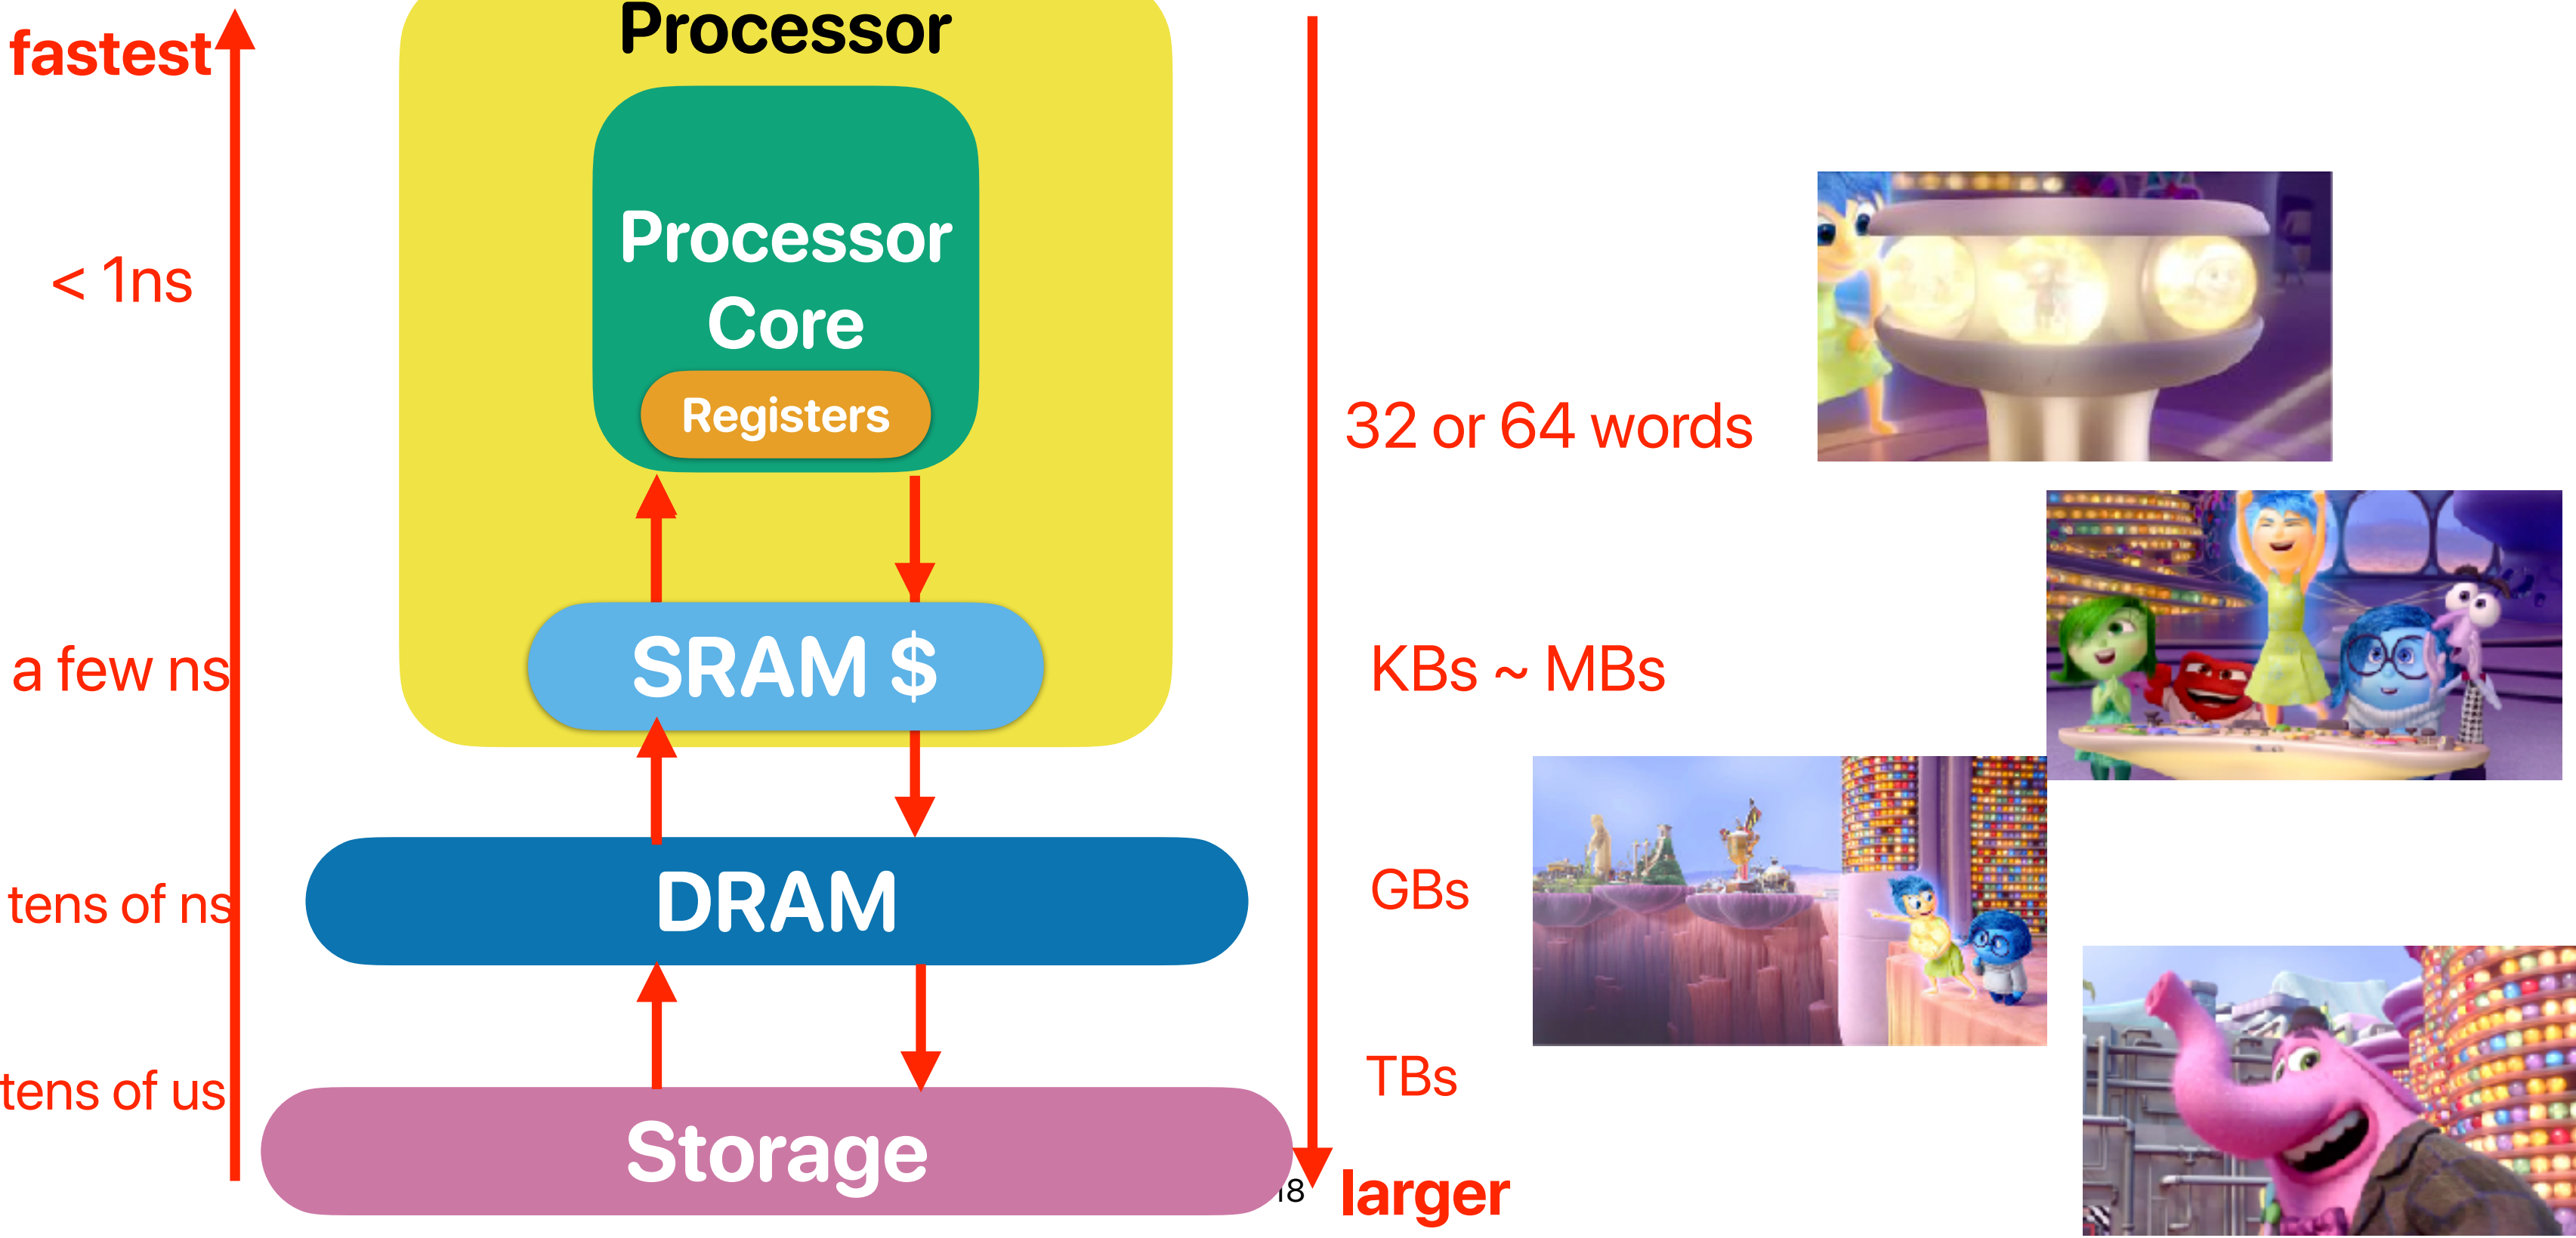 Processor
fastest
Processor
Core
< 1ns
Registers
32 or 64 words
SRAM $
a few ns
KBs ~ MBs
DRAM
tens of ns
GBs
TBs
tens of us
Storage
18
larger